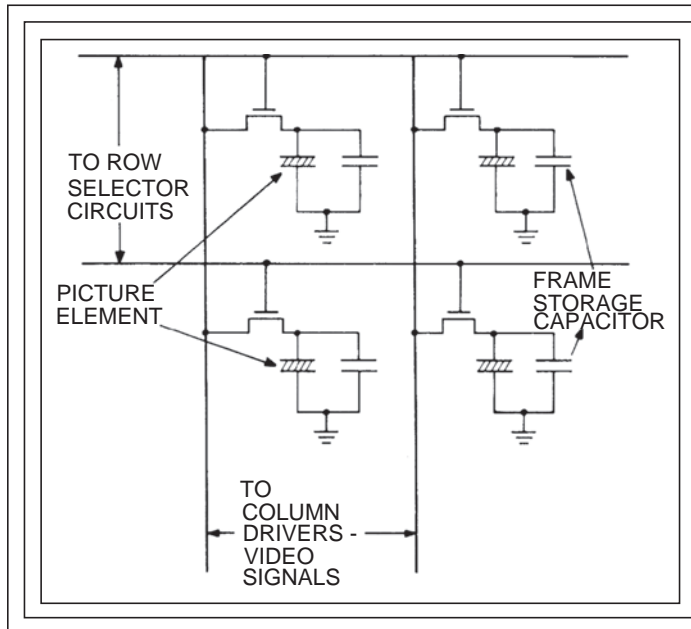 TO ROW
SELECTOR
CIRCUITS
PICTURE
ELEMENT
FRAME
STORAGE
CAPACITOR
TO
COLUMN
DRIVERS -
VIDEO
SIGNALS